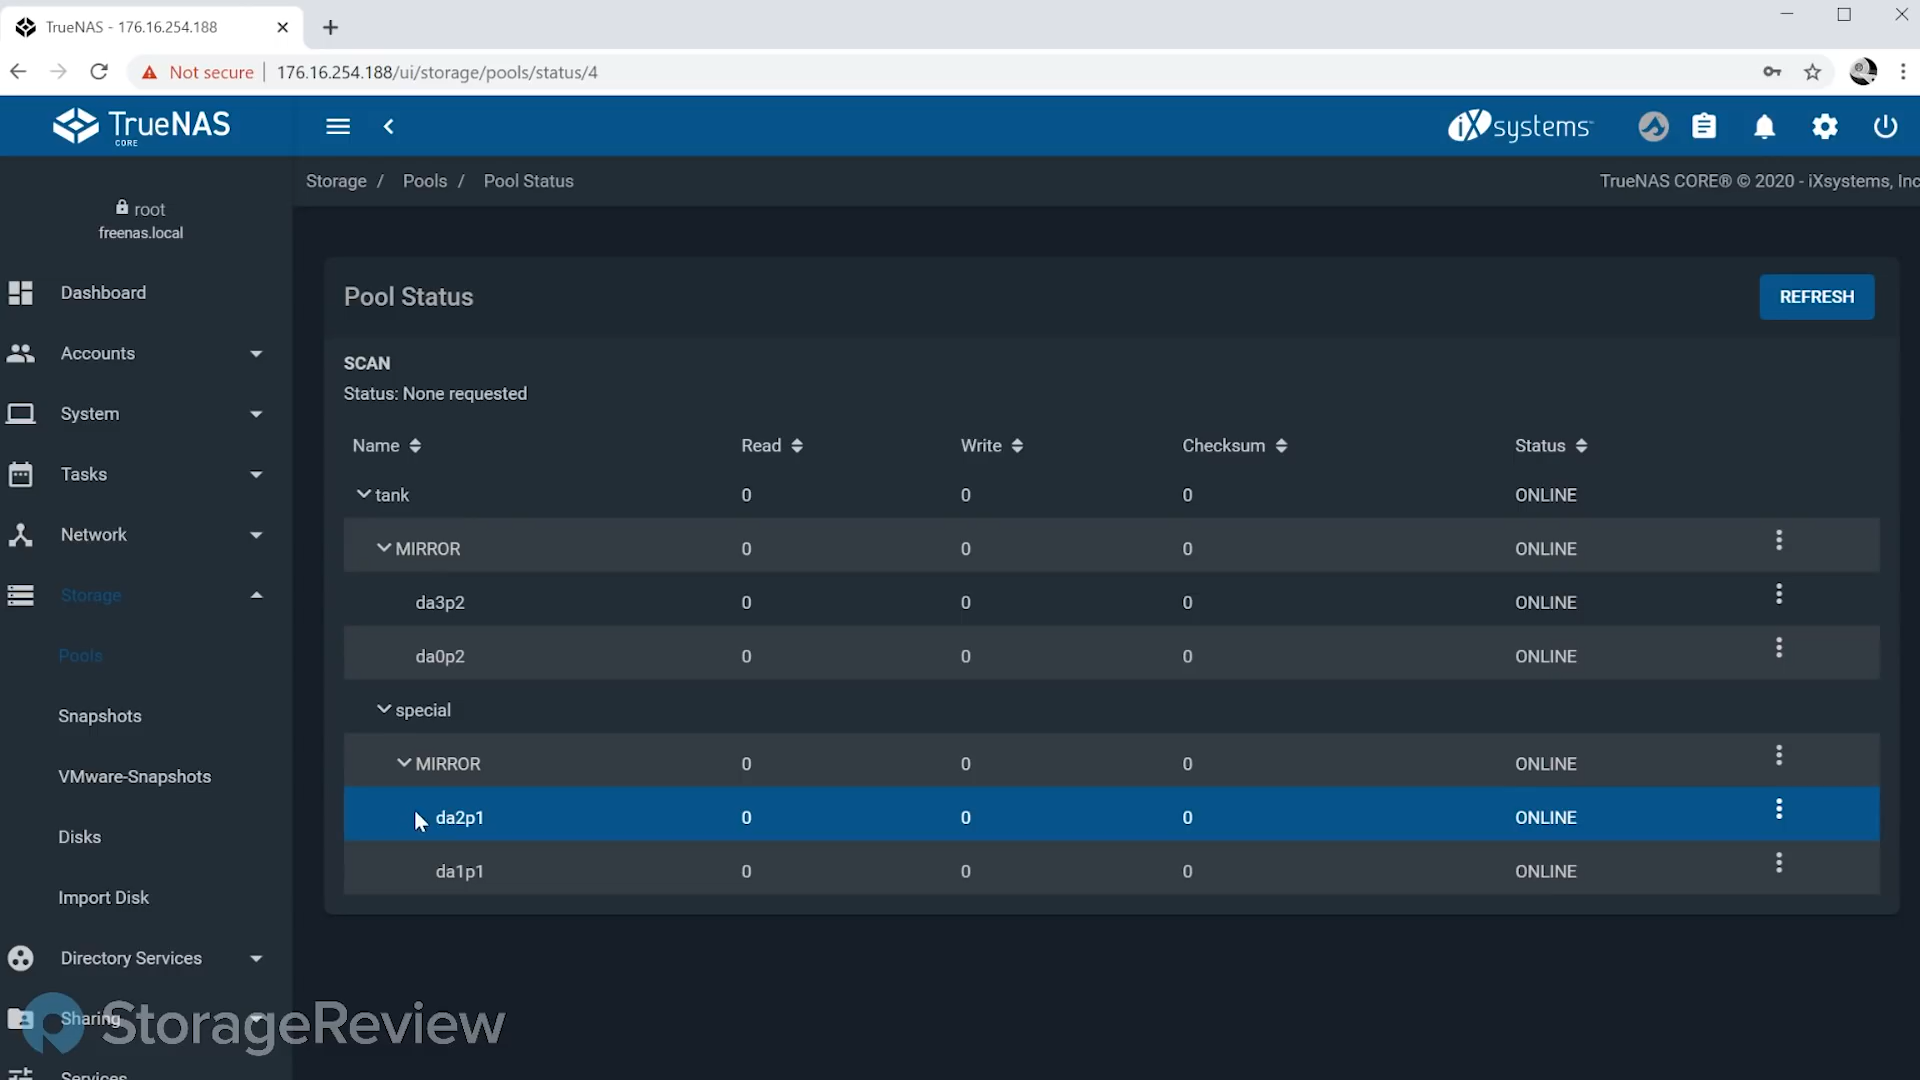 TrueNAS - 176.16.254.188
Not secure
176.16.254.188/ui/storage/pools/status/4
TrueNAS
CORE
iXsystems
Storage / Pools / Pool Status
TrueNAS CORE® © 2020 - iXsystems, Inc
root
freenas.local
Dashboard
Accounts
System
Tasks
Network
Storage
Pools
Snapshots
VMware-Snapshots
Disks
Import Disk
Directory Services
Sharing
Services
Pool Status
REFRESH
SCAN
Status: None requested
Name Read Write Checksum Status
tank 0 0 0 ONLINE
MIRROR 0 0 0 ONLINE
da3p2 0 0 0 ONLINE
da0p2 0 0 0 ONLINE
special
MIRROR 0 0 0 ONLINE
da2p1 0 0 0 ONLINE
da1p1 0 0 0 ONLINE
StorageReview